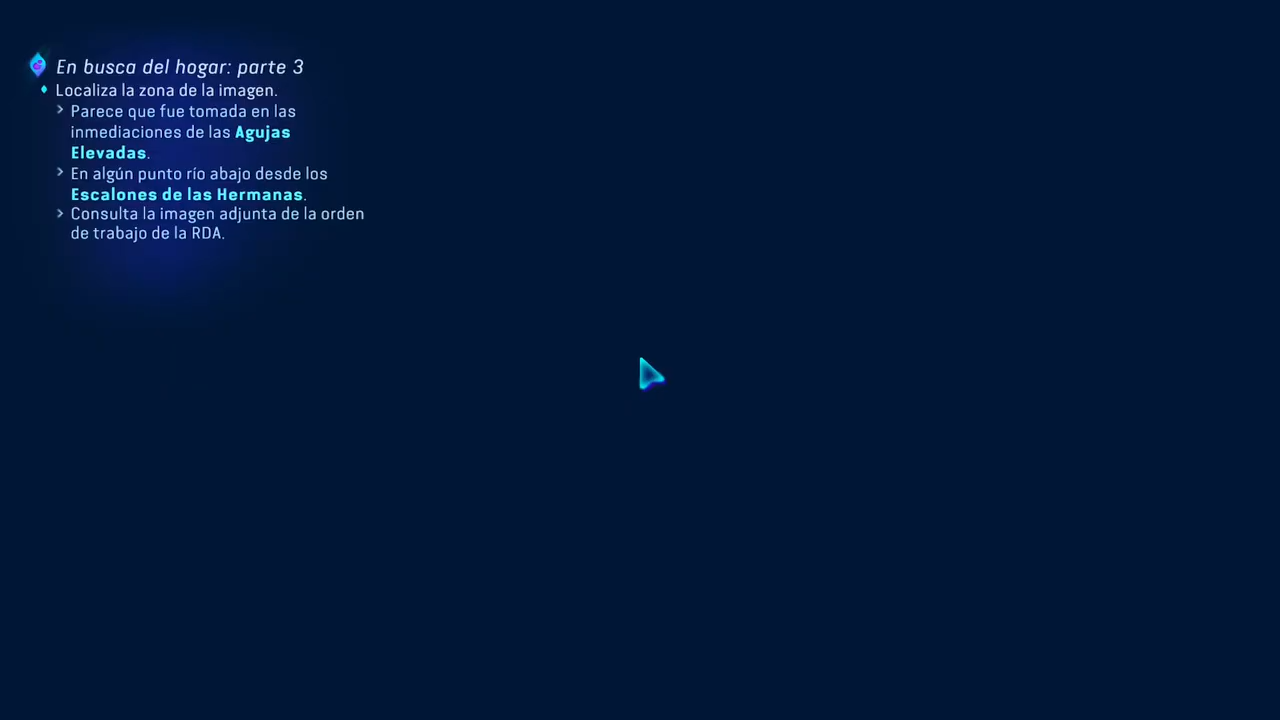 En busca del hogar: parte 3
Localiza la zona de la imagen.
Parece que fue tomada en las
inmediaciones de las Agujas
Elevadas.
En algún punto río abajo desde los
Escalones de las Hermanas.
Consulta la imagen adjunta de la orden
de trabajo de la RDA.